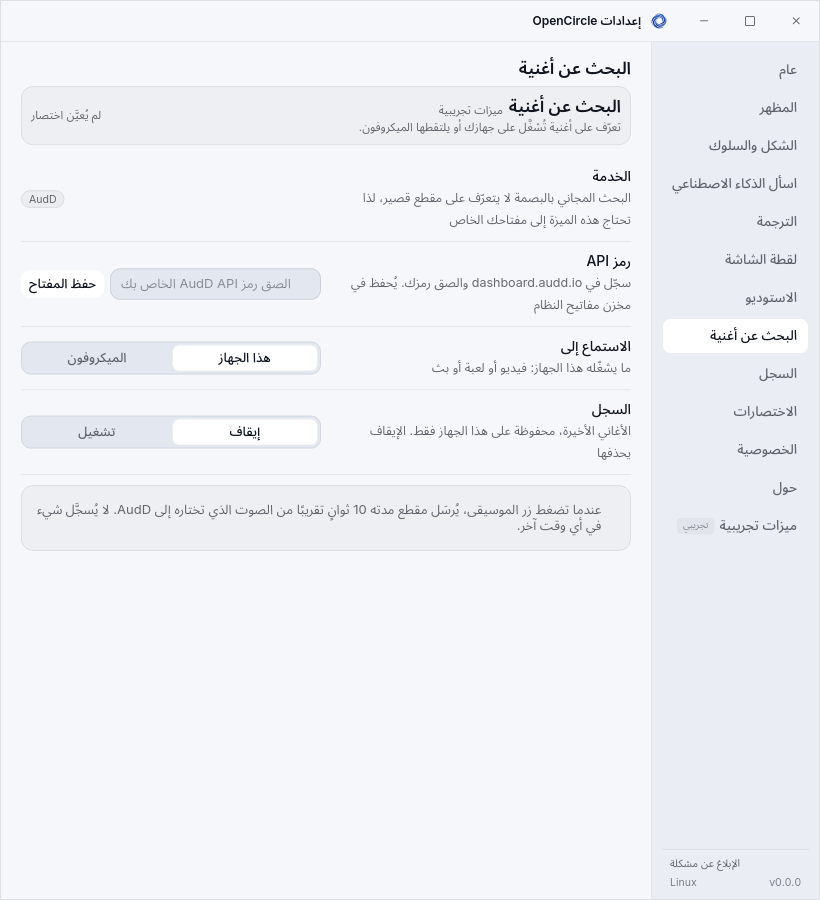 إعدادات OpenCircle
عام
المظهر
الشكل والسلوك
اسأل الذكاء الاصطناعي
الترجمة
لقطة الشاشة
الاستوديو
البحث عن أغنية
السجل
الاختصارات
الخصوصية
حول
ميزات تجريبية تجريبي
الإبلاغ عن مشكلة
v0.0.0 Linux
البحث عن أغنية
البحث عن أغنية ميزات تجريبية
تعرّف على أغنية تُشغَّل على جهازك أو يلتقطها الميكروفون.
لم يُعيَّن اختصار
الخدمة
البحث المجاني بالبصمة لا يتعرّف على مقطع قصير، لذا
تحتاج هذه الميزة إلى مفتاحك الخاص
AudD
رمز API
سجّل في dashboard.audd.io والصق رمزك. يُحفظ في
مخزن مفاتيح النظام
الصق رمز AudD API الخاص بك
حفظ المفتاح
الاستماع إلى
ما يشغّله هذا الجهاز: فيديو أو لعبة أو بث
هذا الجهاز
الميكروفون
السجل
الأغاني الأخيرة، محفوظة على هذا الجهاز فقط. الإيقاف
يحذفها
إيقاف
تشغيل
عندما تضغط زر الموسيقى، يُرسَل مقطع مدته 10 ثوانٍ تقريبًا من الصوت الذي تختاره إلى AudD. لا يُسجَّل شيء
في أي وقت آخر.